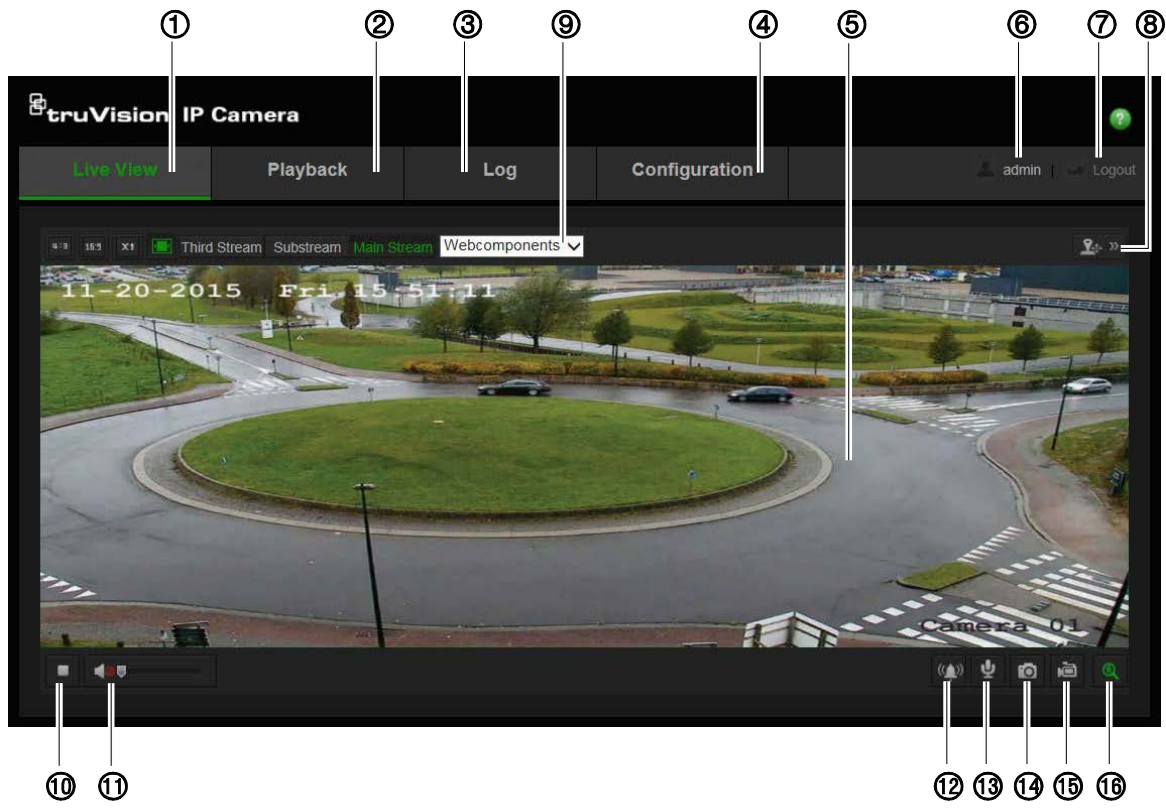 ① ② ③ ⑨ ④ ⑤ ⑥ ⑦ ⑧
truVision IP Camera
?
Live View Playback Log Configuration admin | Logout
4:3 16:9 X1 Third Stream Substream Main Stream Webcomponents »
11-20-2015 Fri 15 51:11
Camera 01
⑩ ⑪ ⑫ ⑬ ⑭ ⑮ ⑯